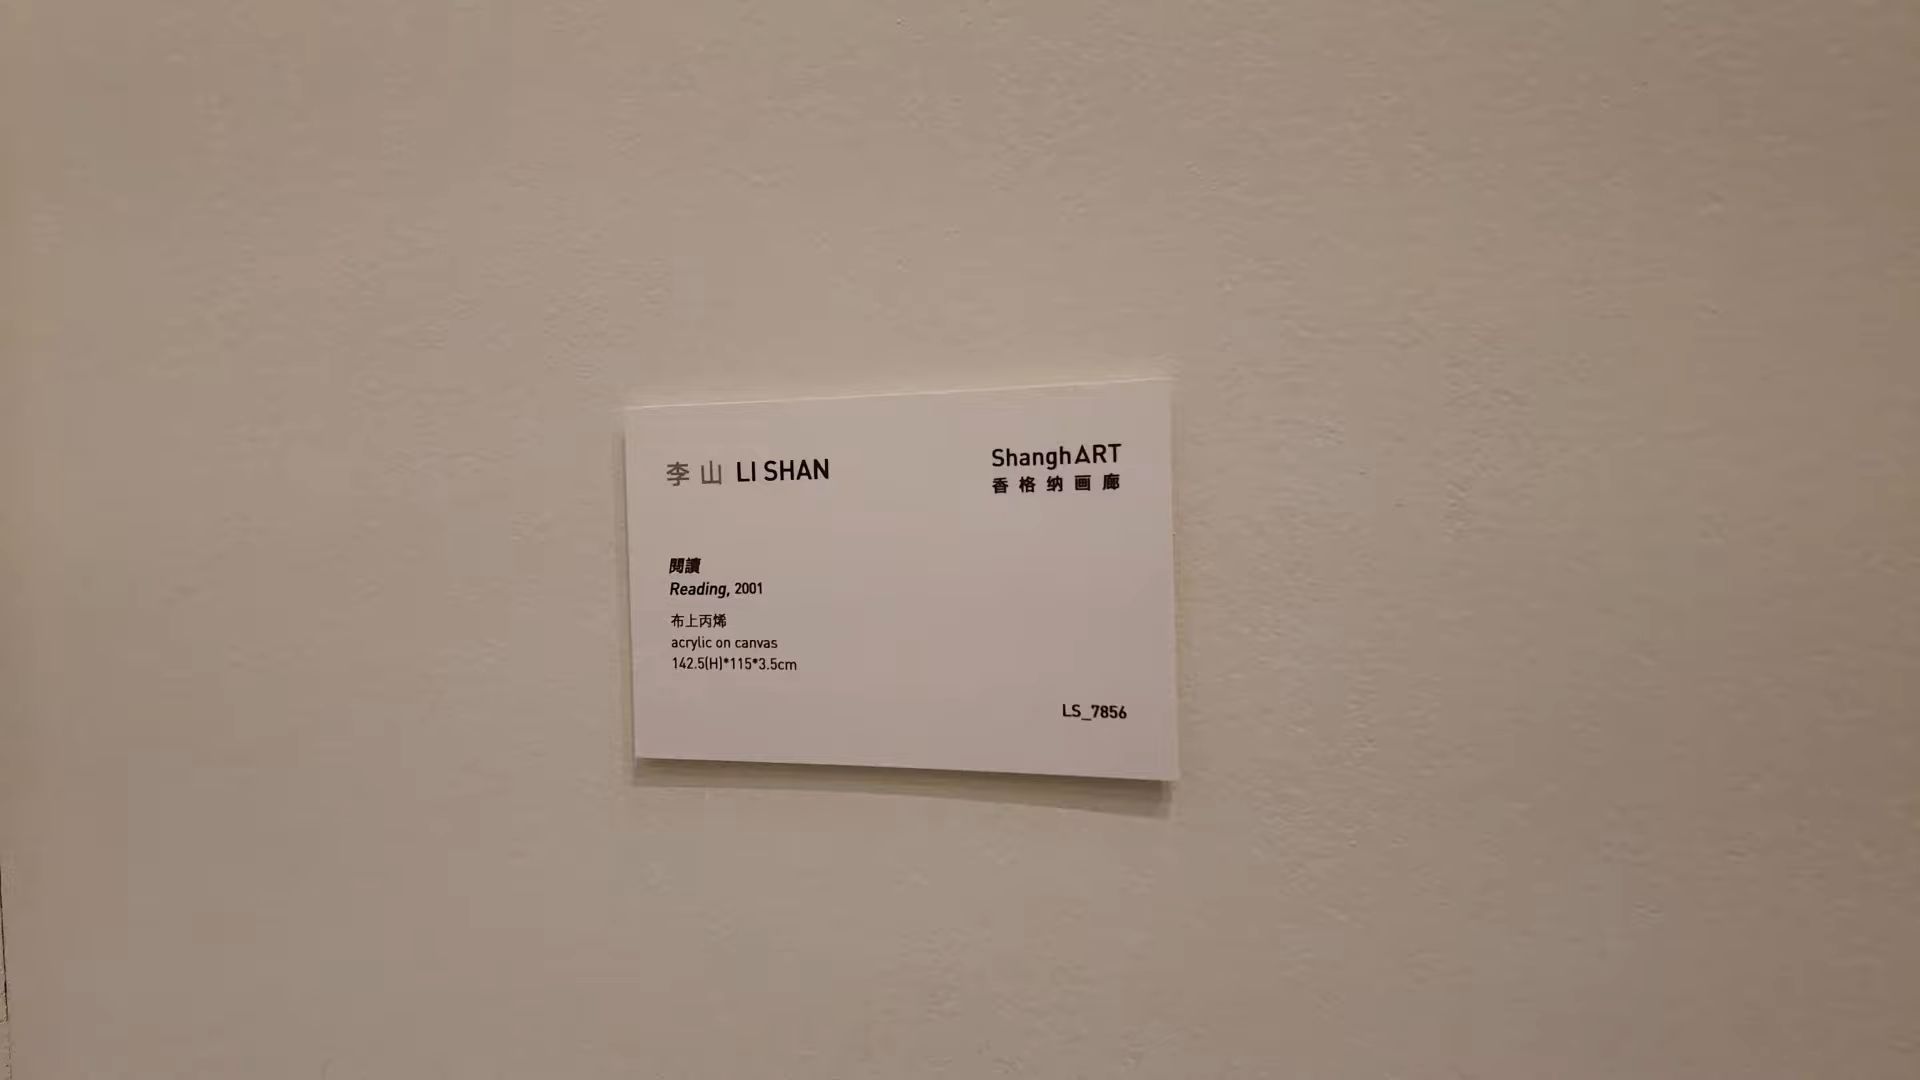 李山 LI SHAN
ShanghART
香格纳画廊
閱讀
Reading, 2001
布上丙烯
acrylic on canvas
142.5(H)*115*3.5cm
LS_7856